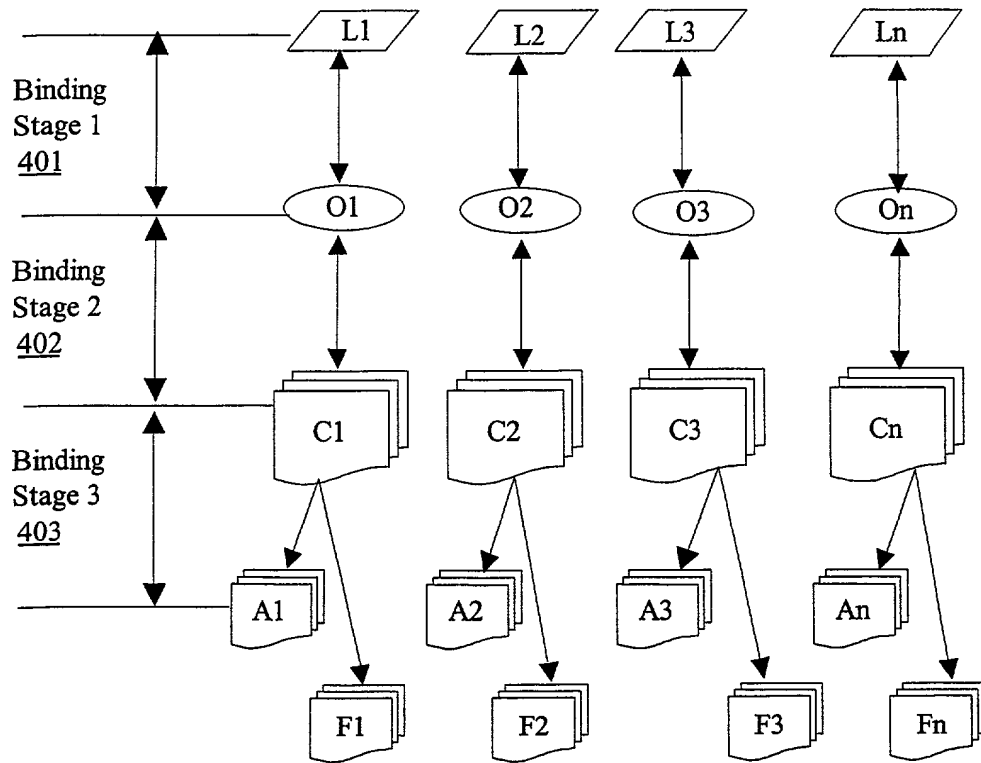 L1
L2
L3
Ln
Binding
Stage 1
401
O1
O2
O3
On
Binding
Stage 2
402
C1
C2
C3
Cn
Binding
Stage 3
403
A1
A2
A3
An
F1
F2
F3
Fn